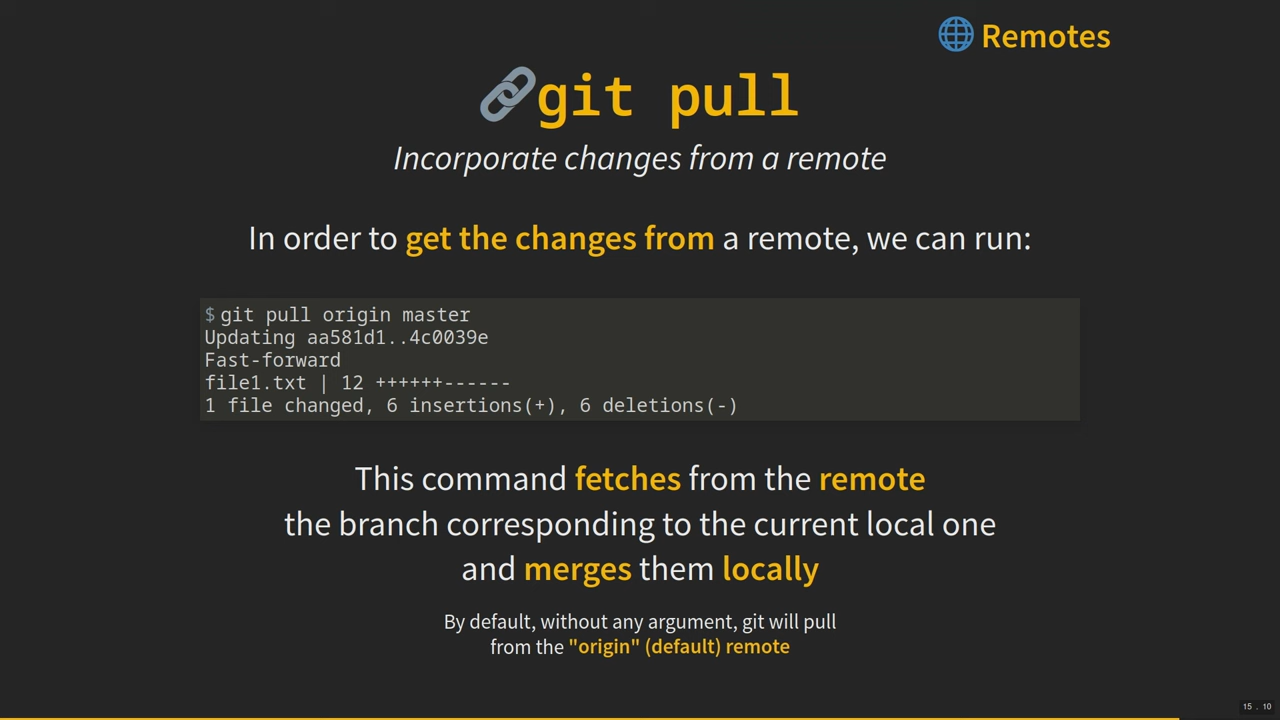 Remotes
git pull
Incorporate changes from a remote
In order to get the changes from a remote, we can run:
$ git pull origin master
Updating aa581d1..4c0039e
Fast-forward
file1.txt | 12 ++++++------
1 file changed, 6 insertions(+), 6 deletions(-)
This command fetches from the remote
the branch corresponding to the current local one
and merges them locally
By default, without any argument, git will pull
from the "origin" (default) remote
15 . 10